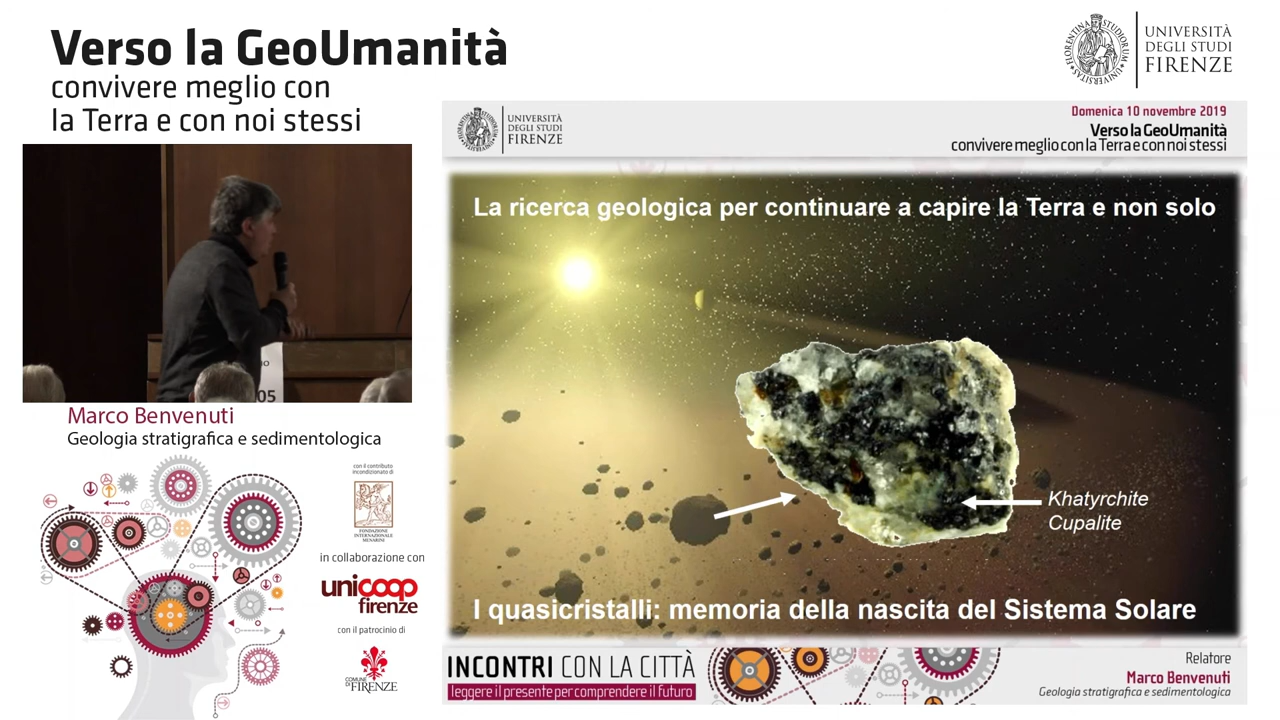 Verso la GeoUmanità
convivere meglio con
la Terra e con noi stessi
UNIVERSITÀ
DEGLI STUDI
FIRENZE
UNIVERSITÀ
DEGLI STUDI
FIRENZE
Domenica 10 novembre 2019
Verso la GeoUmanità
convivere meglio con la Terra e con noi stessi
La ricerca geologica per continuare a capire la Terra e non solo
Khatyrchite
Cupalite
I quasicristalli: memoria della nascita del Sistema Solare
05
Marco Benvenuti
Geologia stratigrafica e sedimentologica
con il contributo
incondizionato di
FONDAZIONE
INTERNAZIONALE
MENARINI
in collaborazione con
unicoop
firenze
con il patrocinio di
COMUNE
DI FIRENZE
INCONTRI CON LA CITTÀ
leggere il presente per comprendere il futuro
Relatore
Marco Benvenuti
Geologia stratigrafica e sedimentologica